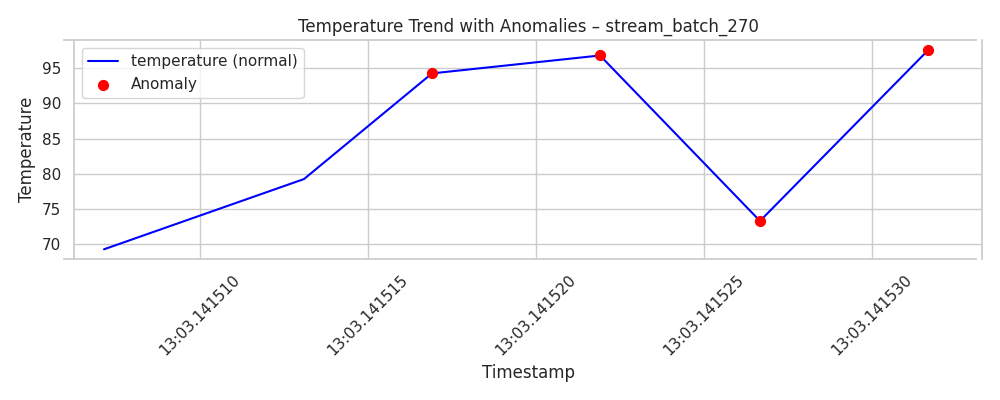 Temperature Trend with Anomalies – stream_batch_270
temperature (normal)
Anomaly
Temperature
95
90
85
80
75
70
13:03.141510
13:03.141515
13:03.141520
13:03.141525
13:03.141530
Timestamp